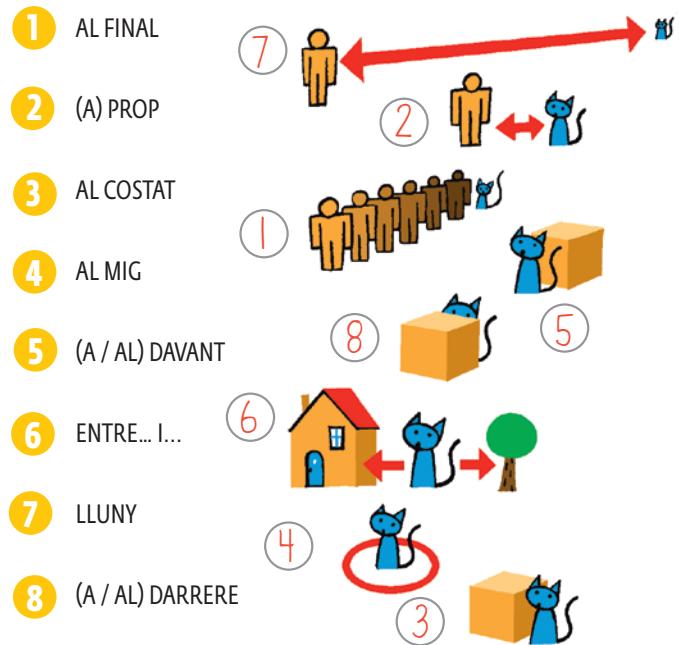 1 AL FINAL
2 (A) PROP
3 AL COSTAT
4 AL MIG
5 (A / AL) DAVANT
6 ENTRE... I...
7 LLUNY
8 (A / AL) DARRERE
7
2
1
5
8
6
4
3